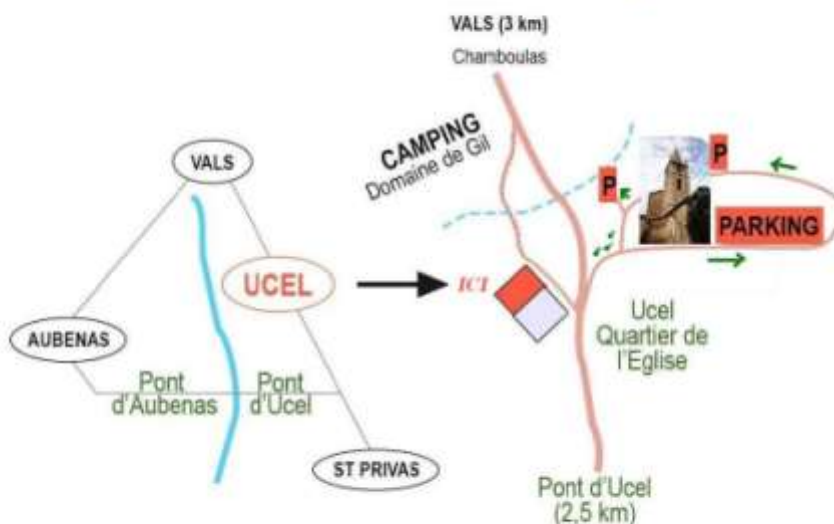 VALS
UCEL
AUBENAS
Pont
d'Aubenas
Pont
d'Ucel
ST PRIVAS
VALS (3 km)
Chamboulas
CAMPING
Domaine de Gil
P
P
PARKING
ICI
Ucel
Quartier de
l'Eglise
Pont d'Ucel
(2,5 km)